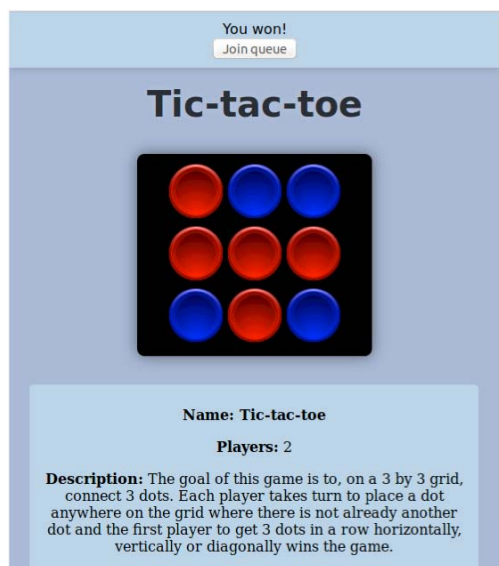 You won!
Join queue
Tic-tac-toe
Name: Tic-tac-toe
Players: 2
Description: The goal of this game is to, on a 3 by 3 grid,
connect 3 dots. Each player takes turn to place a dot
anywhere on the grid where there is not already another
dot and the first player to get 3 dots in a row horizontally,
vertically or diagonally wins the game.